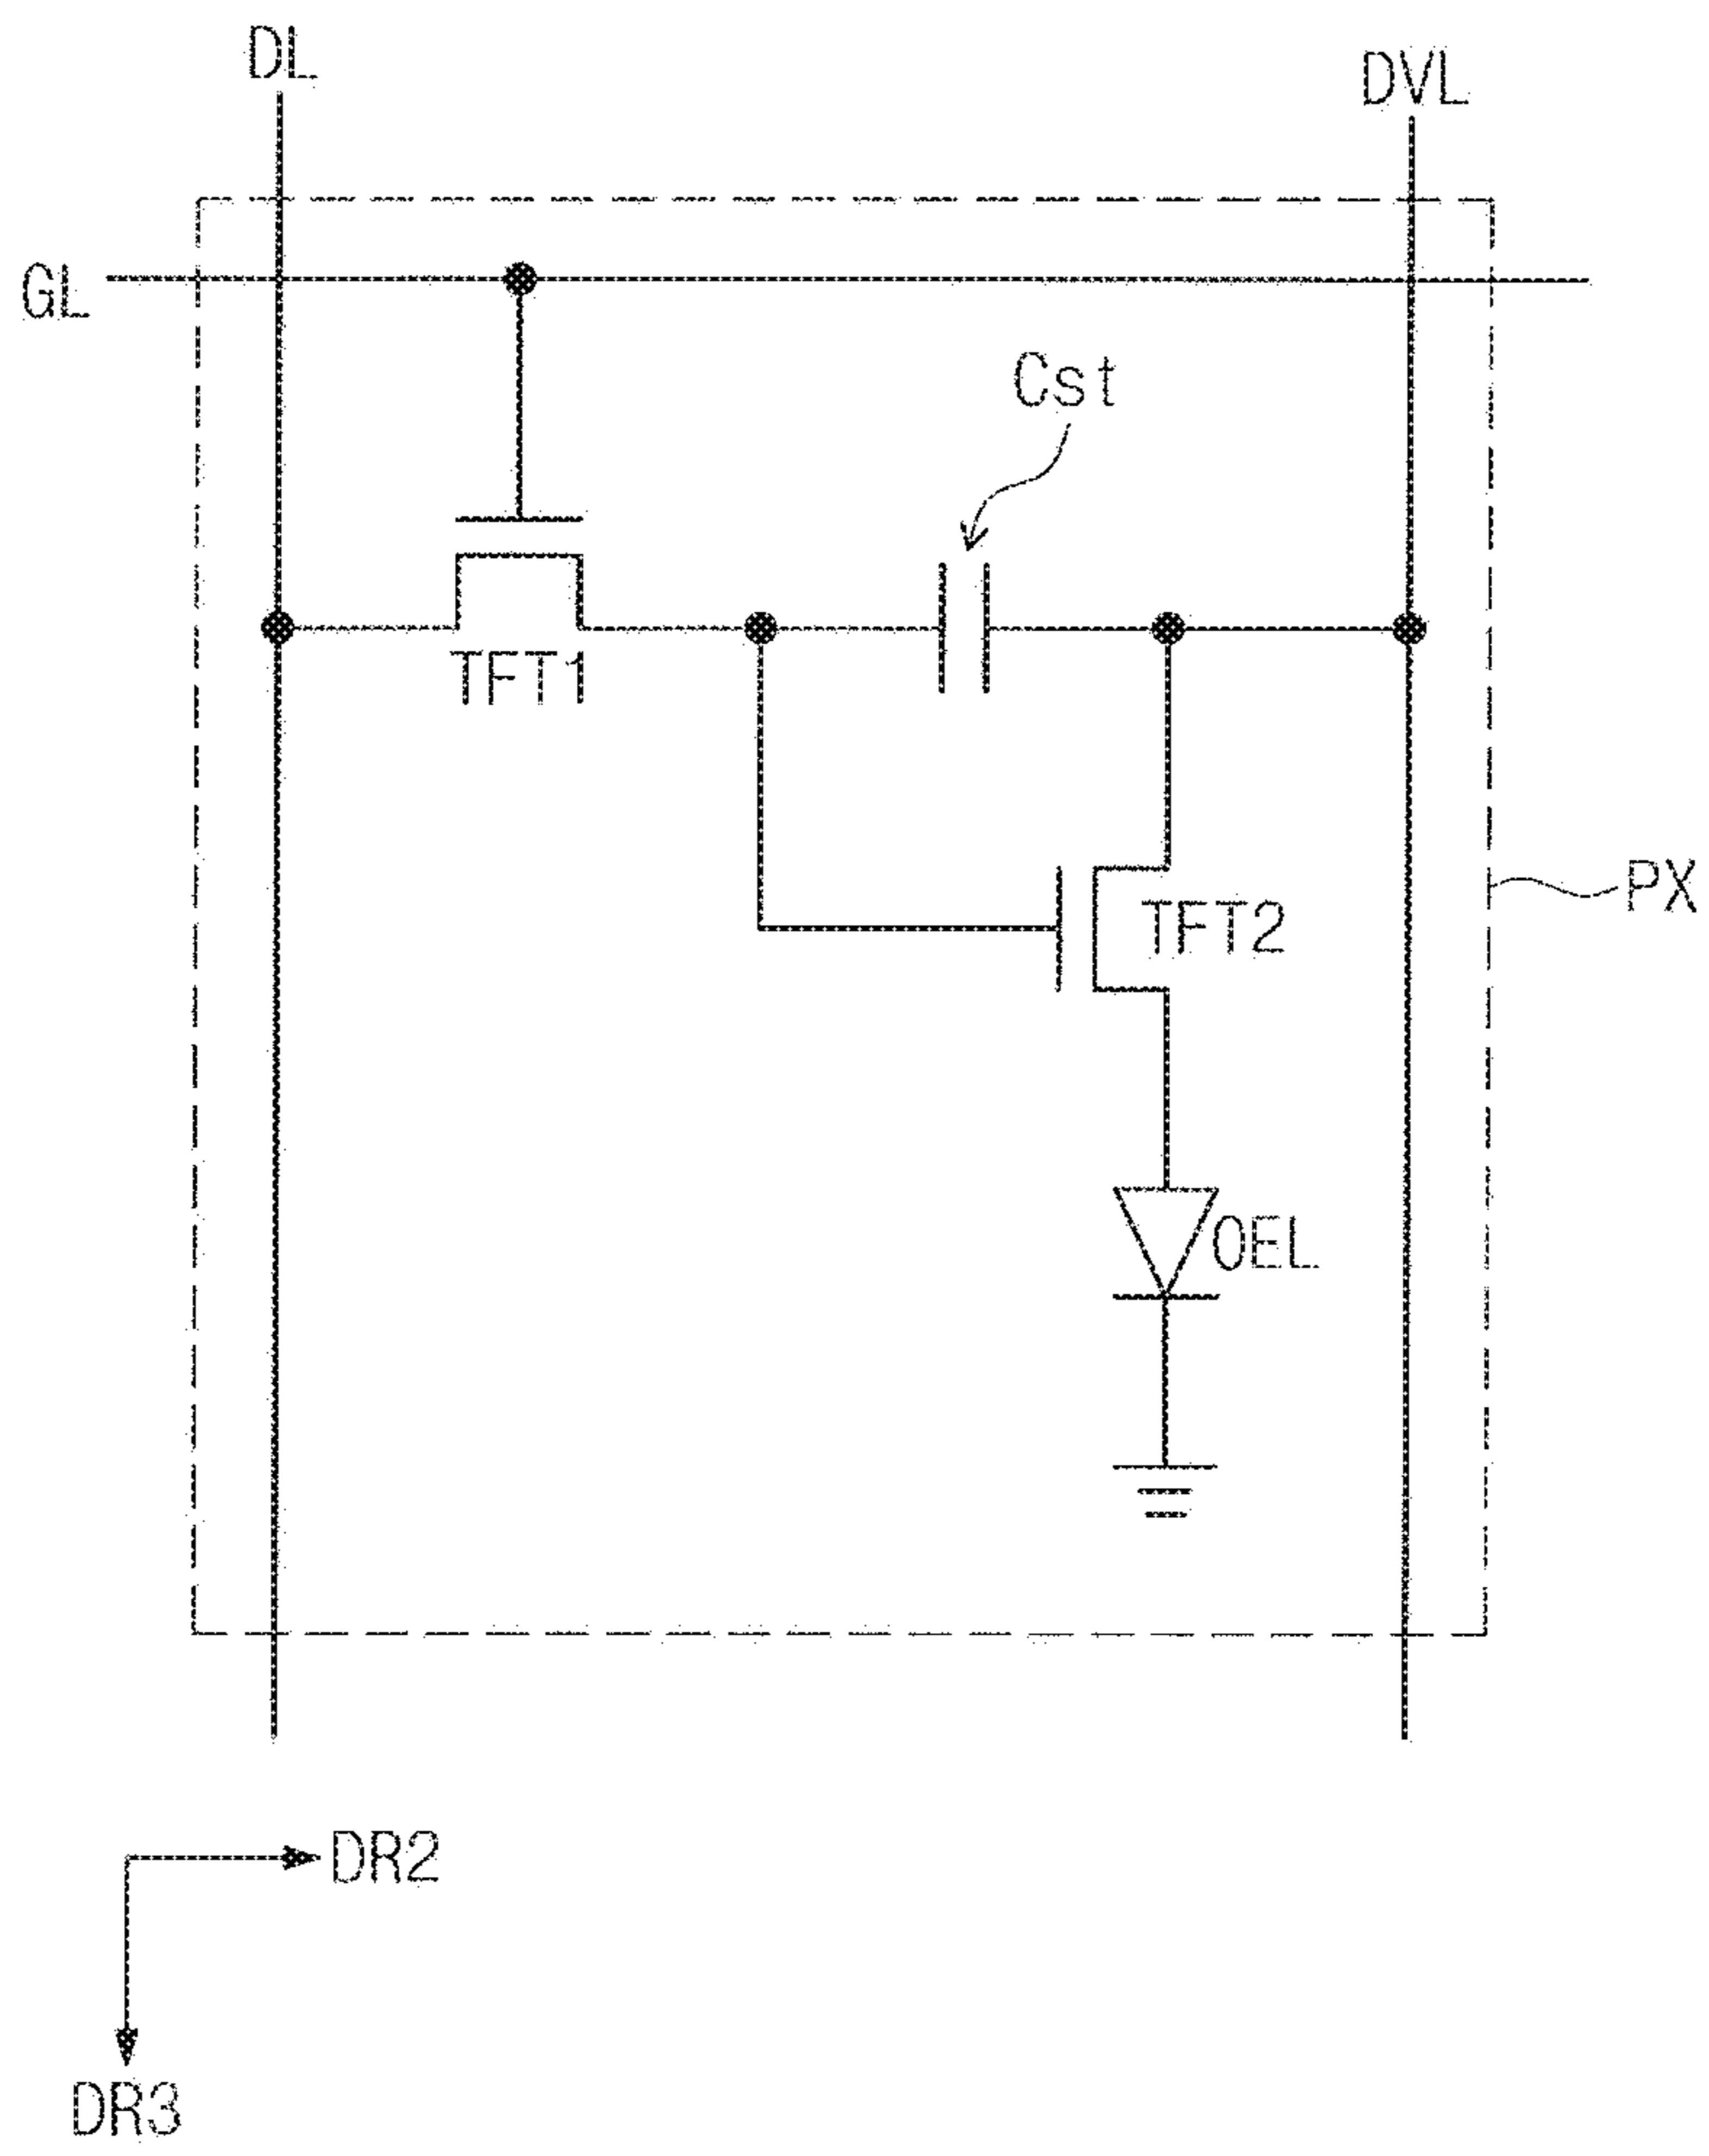 DL
DVL
GL
Cst
TFT1
PX
TFT2
OEL
DR2
DR3